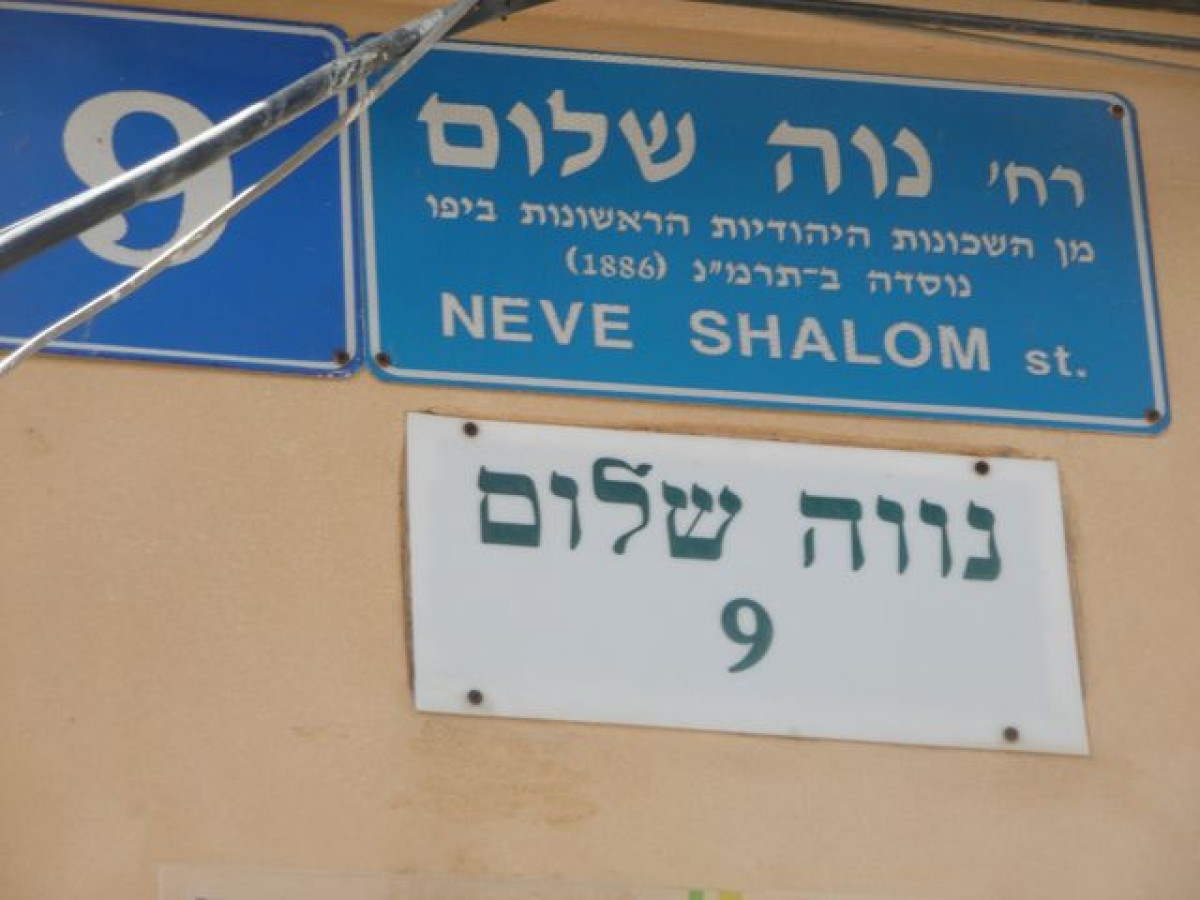 רח' נוה שלום
מן השכונות היהודיות הראשונות ביפו
נוסדה ב-תרמ"נ (1886)
NEVE SHALOM st.
9
נווה שלום
9